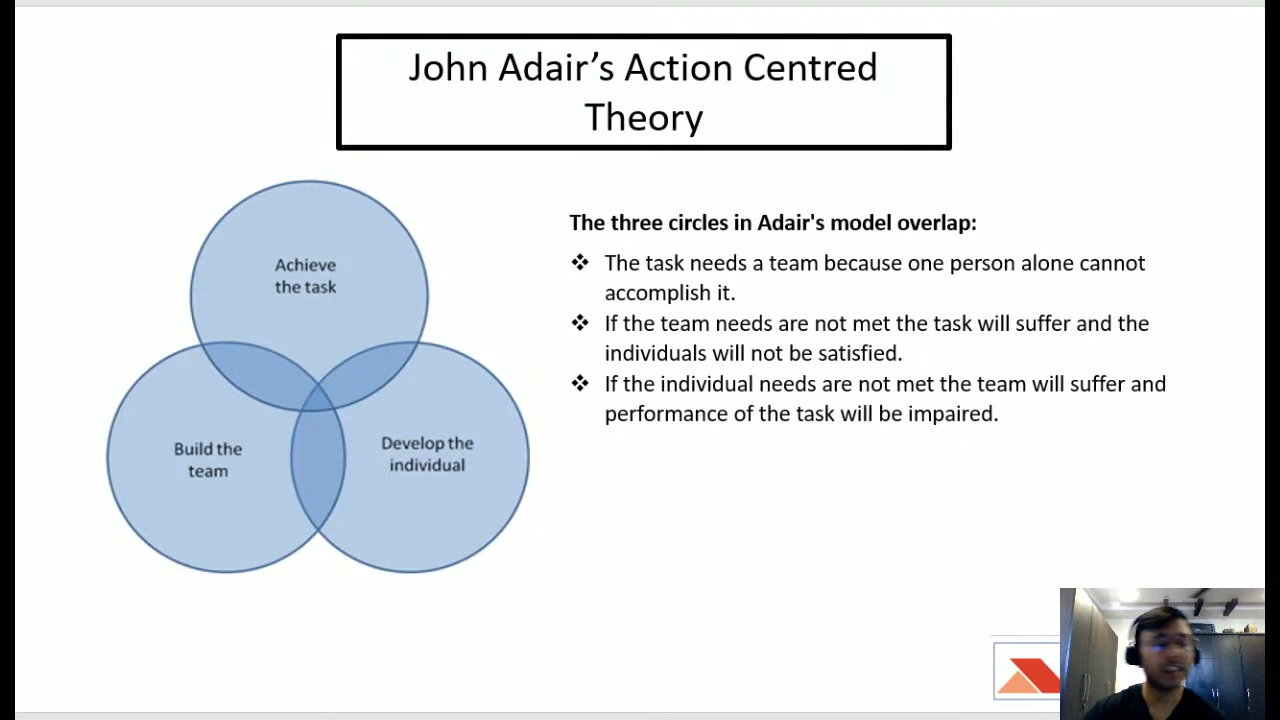 John Adair’s Action Centred
Theory
Achieve
the task
Build the
team
Develop the
individual
The three circles in Adair's model overlap:
❖ The task needs a team because one person alone cannot
accomplish it.
❖ If the team needs are not met the task will suffer and the
individuals will not be satisfied.
❖ If the individual needs are not met the team will suffer and
performance of the task will be impaired.